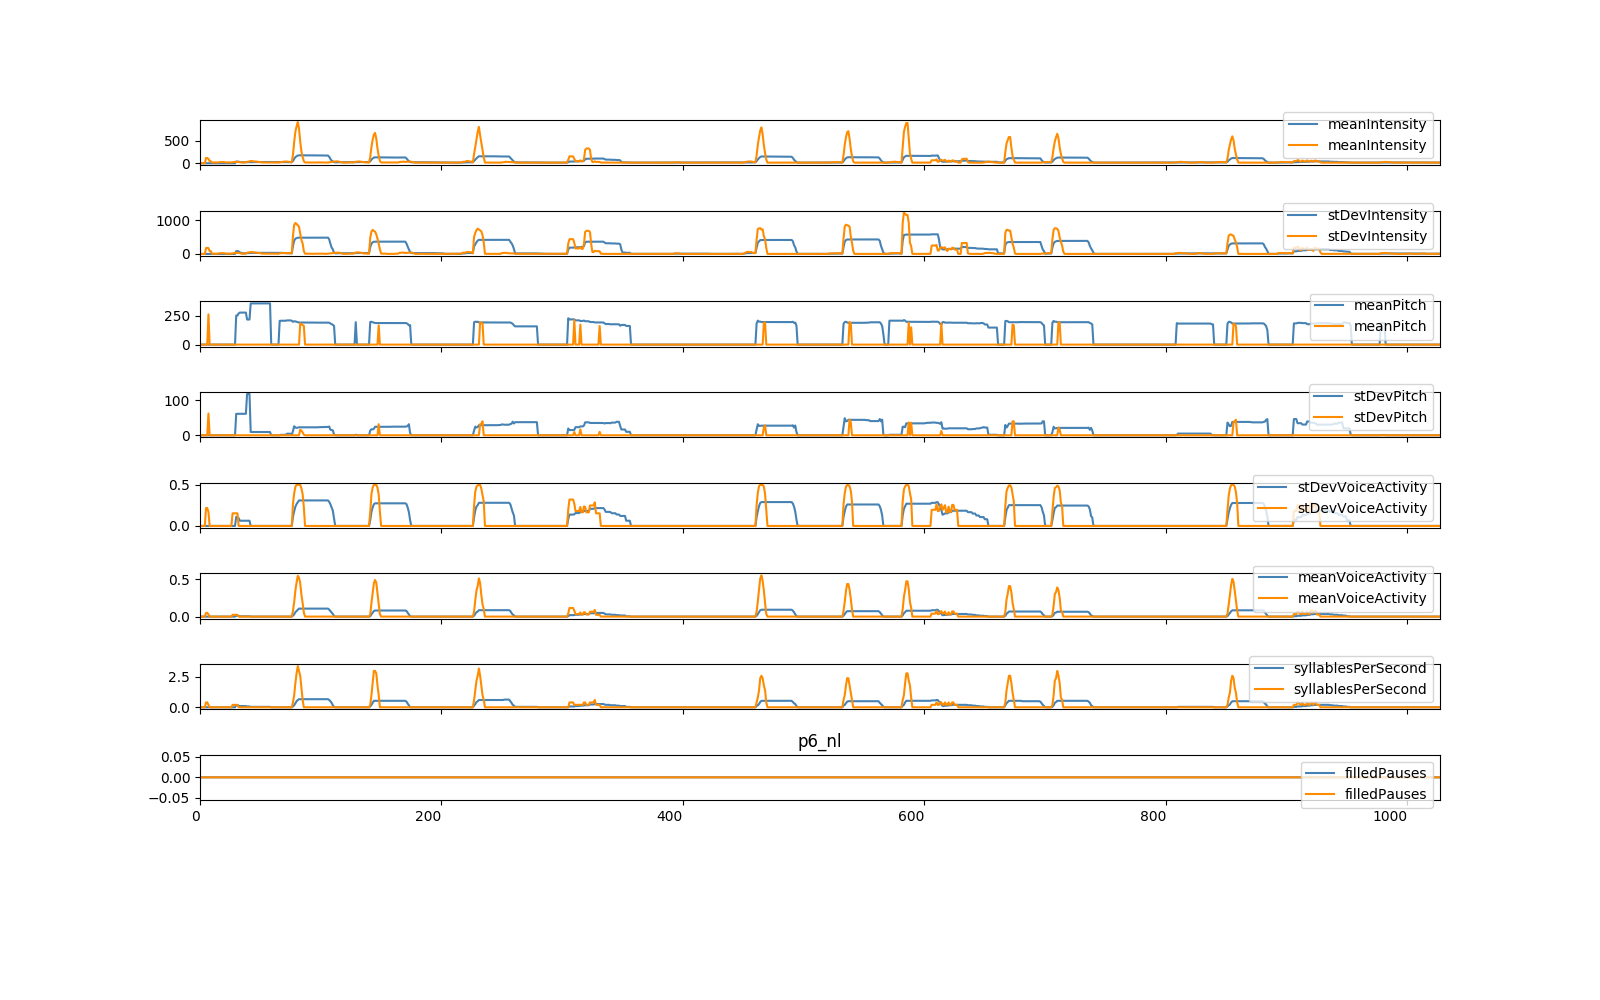 500
0
meanIntensity
meanIntensity
1000
0
stDevIntensity
stDevIntensity
250
0
meanPitch
meanPitch
100
0
stDevPitch
stDevPitch
0.5
0.0
stDevVoiceActivity
stDevVoiceActivity
0.5
0.0
meanVoiceActivity
meanVoiceActivity
2.5
0.0
syllablesPerSecond
syllablesPerSecond
p6_nl
0.05
0.00
−0.05
filledPauses
filledPauses
0 200 400 600 800 1000